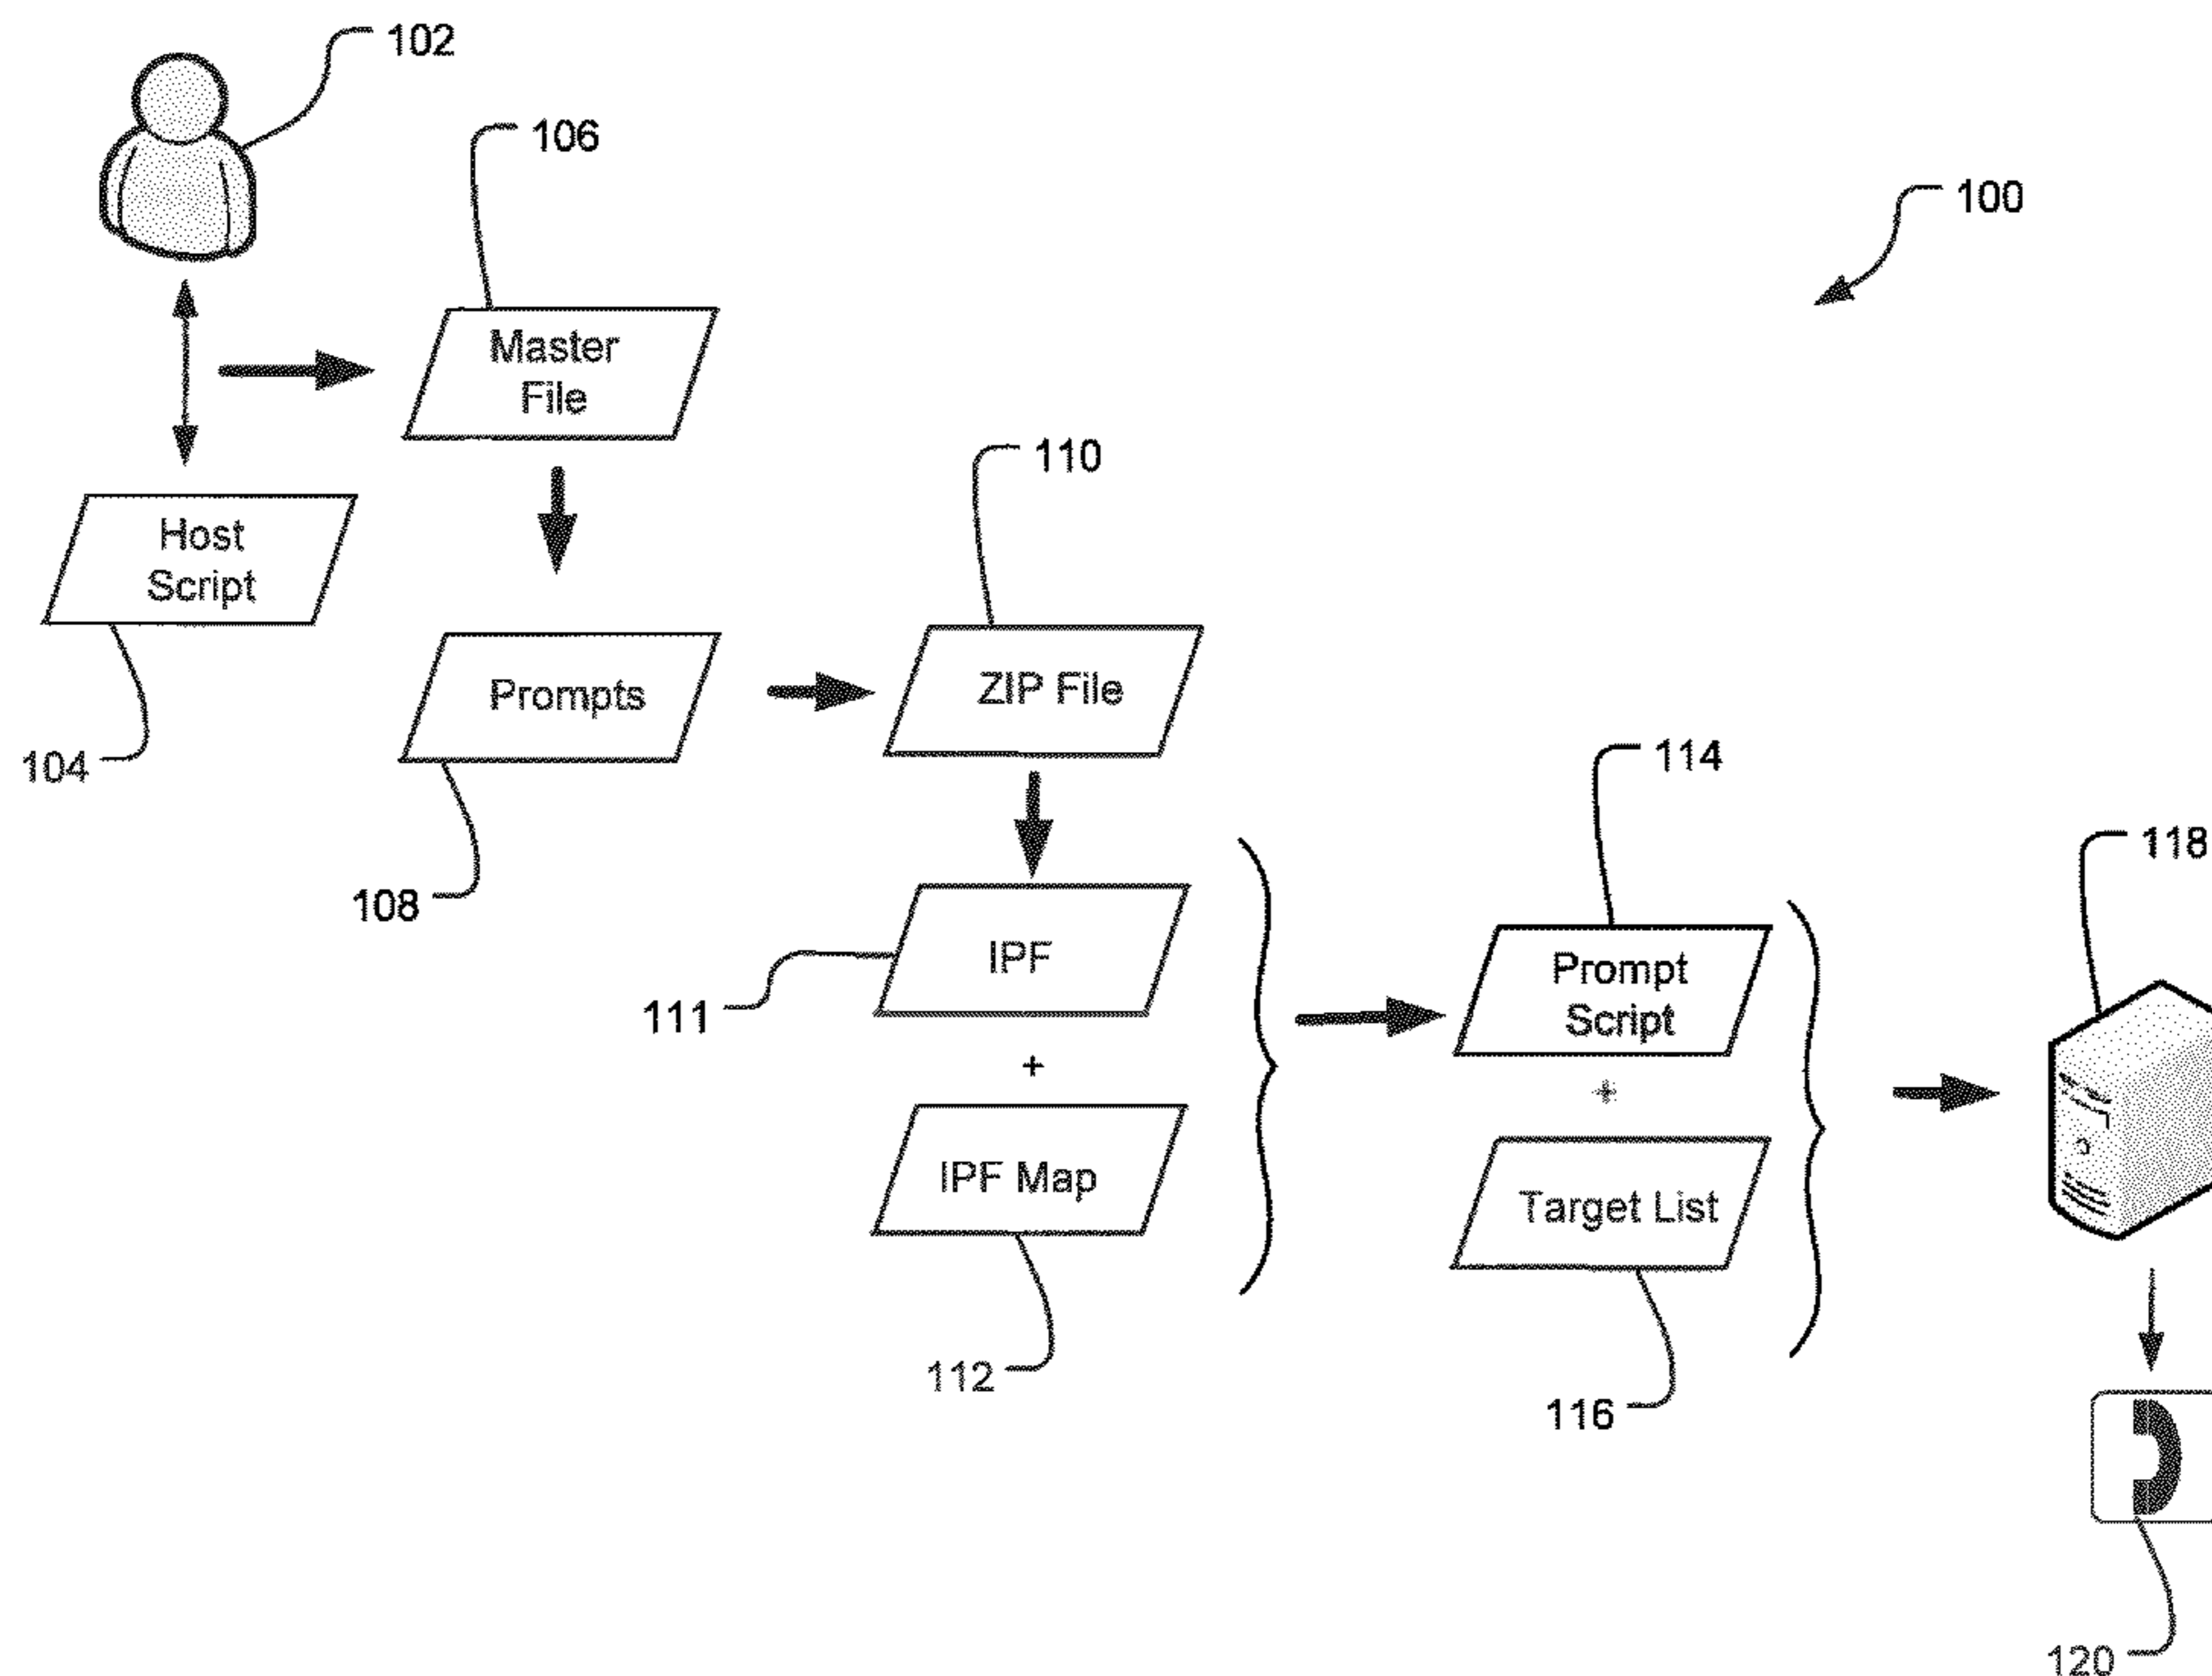 102
106
100
Master
File
110
Host
Script
104
Prompts
ZIP File
114
118
108
IPF
111
Prompt
Script
+
+
IPF Map
Target List
112
116
120